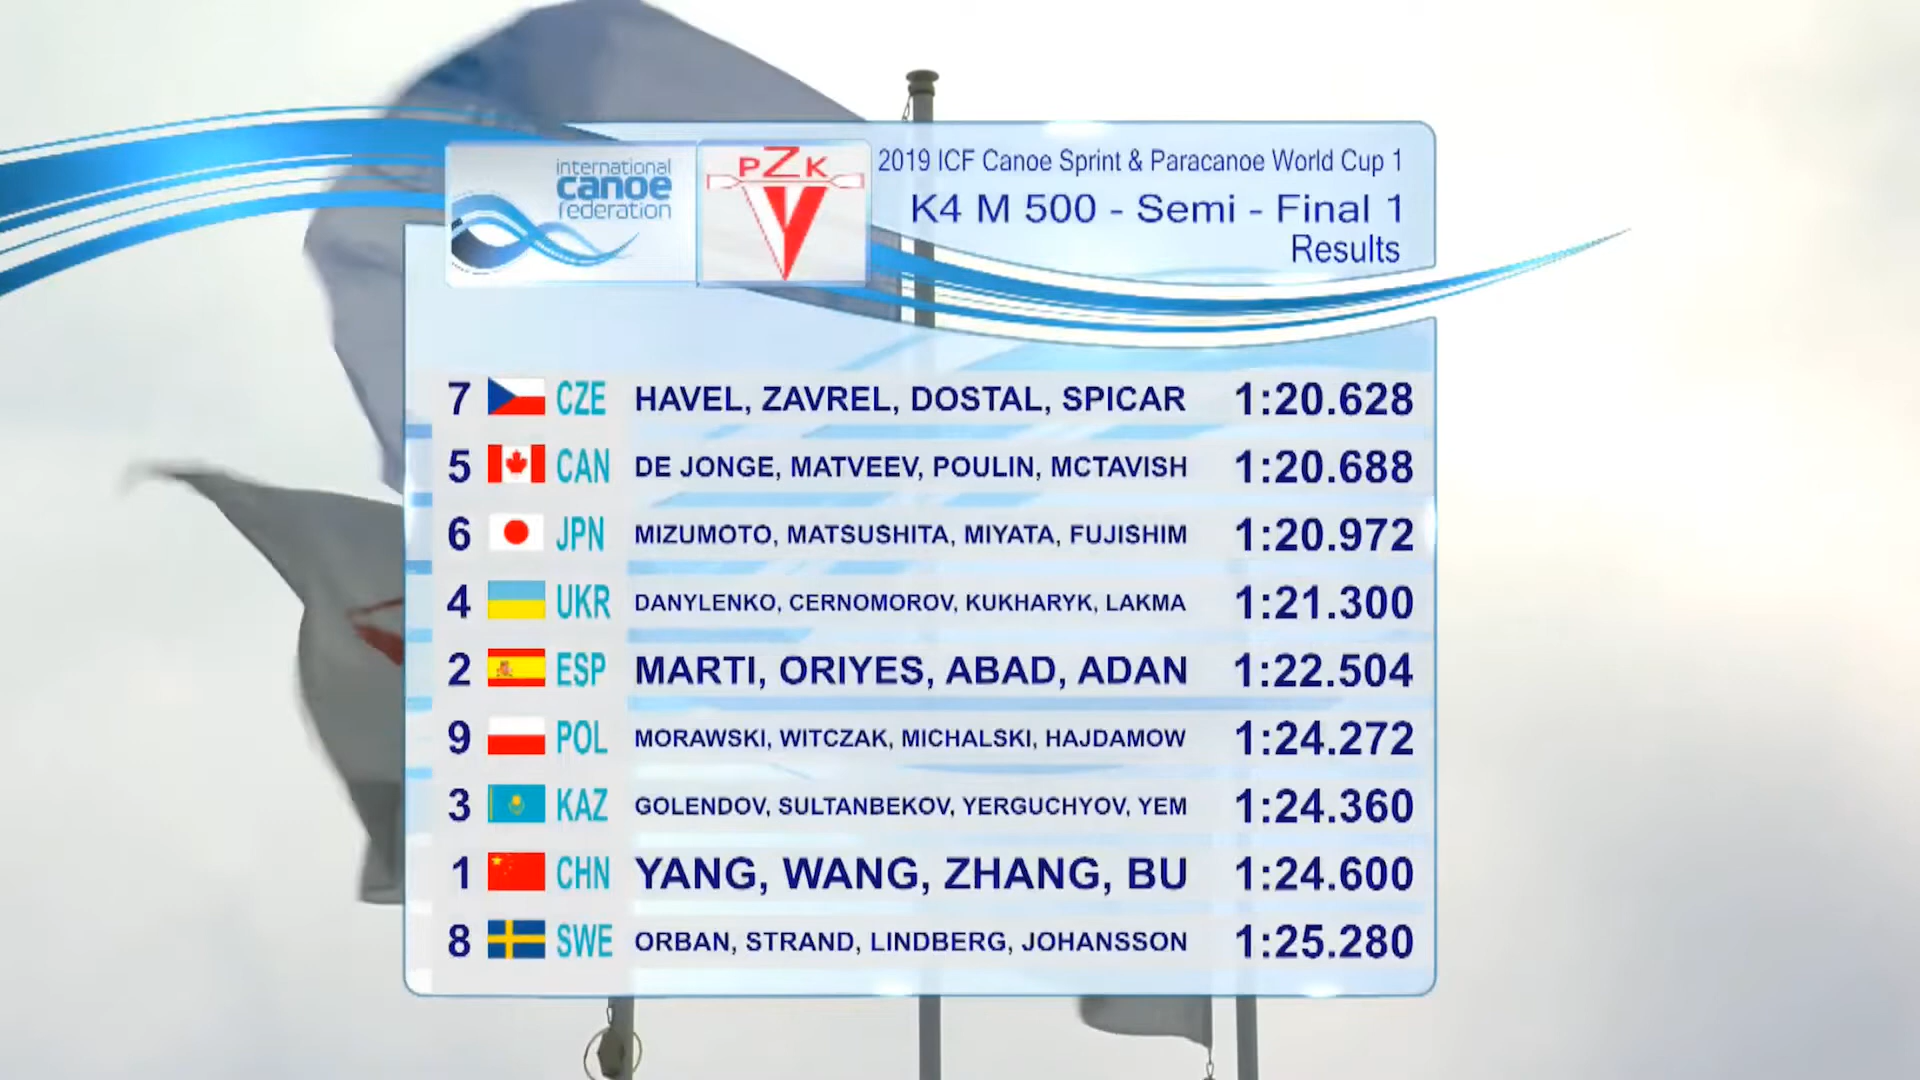 international
canoe
federation
PZK
2019 ICF Canoe Sprint & Paracanoe World Cup 1
K4 M 500 - Semi - Final 1
Results
7 CZE HAVEL, ZAVREL, DOSTAL, SPICAR 1:20.628
5 CAN DE JONGE, MATVEEV, POULIN, MCTAVISH 1:20.688
6 JPN MIZUMOTO, MATSUSHITA, MIYATA, FUJISHIM 1:20.972
4 UKR DANYLENKO, CERNOMOROV, KUKHARYK, LAKMA 1:21.300
2 ESP MARTI, ORIYES, ABAD, ADAN 1:22.504
9 POL MORAWSKI, WITCZAK, MICHALSKI, HAJDAMOW 1:24.272
3 KAZ GOLENDOV, SULTANBEKOV, YERGUCHYOV, YEM 1:24.360
1 CHN YANG, WANG, ZHANG, BU 1:24.600
8 SWE ORBAN, STRAND, LINDBERG, JOHANSSON 1:25.280